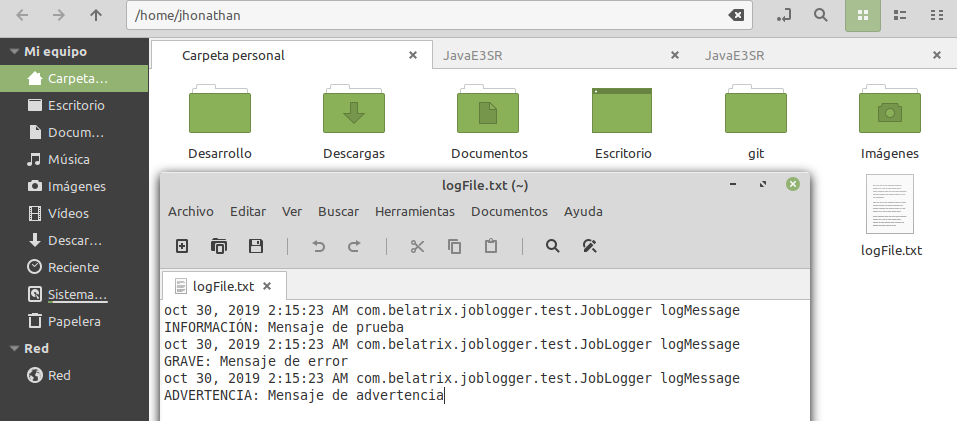 /home/jhonathan
Mi equipo
Carpeta...
Escritorio
Docum...
Música
Imágenes
Vídeos
Descar...
Reciente
Sistema...
Papelera
Red
Red
Carpeta personal
JavaE3SR
JavaE3SR
Desarrollo
Descargas
Documentos
Escritorio
git
Imágenes
logFile.txt
logFile.txt (~)
Archivo Editar Ver Buscar Herramientas Documentos Ayuda
logFile.txt
oct 30, 2019 2:15:23 AM com.belatrix.joblogger.test.JobLogger logMessage
INFORMACIÓN: Mensaje de prueba
oct 30, 2019 2:15:23 AM com.belatrix.joblogger.test.JobLogger logMessage
GRAVE: Mensaje de error
oct 30, 2019 2:15:23 AM com.belatrix.joblogger.test.JobLogger logMessage
ADVERTENCIA: Mensaje de advertencia